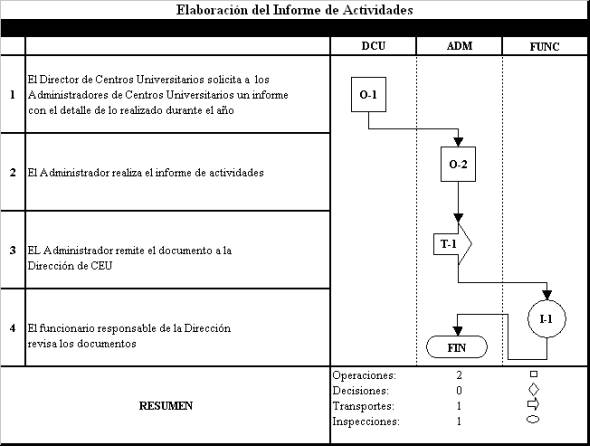 Elaboración del Informe de Actividades
DCU ADM FUNC
1 El Director de Centros Universitarios solicita a los
Administradores de Centros Universitarios un informe
con el detalle de lo realizado durante el año
O-1
2 El Administrador realiza el informe de actividades
O-2
3 EL Administrador remite el documento a la
Dirección de CEU
T-1
4 El funcionario responsable de la Dirección
revisa los documentos
I-1
FIN
RESUMEN
Operaciones: 2
Decisiones: 0
Transportes: 1
Inspecciones: 1